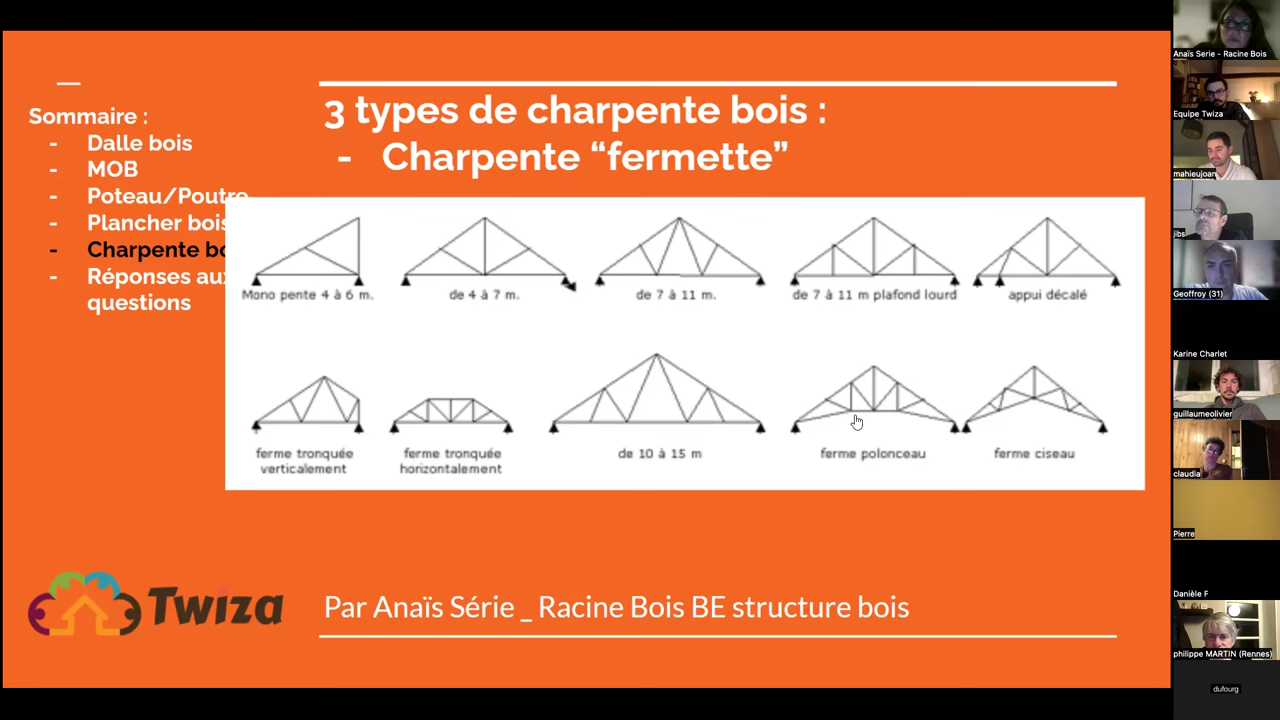 Sommaire :
- Dalle bois
- MOB
- Poteau/Poutre
- Plancher bois
- Charpente bo
- Réponses aux
questions
3 types de charpente bois :
- Charpente “fermette”
Mono pente 4 à 6 m.
de 4 à 7 m.
de 7 à 11 m.
de 7 à 11 m plafond lourd
appui décalé
ferme tronquée
verticalement
ferme tronquée
horizontalement
de 10 à 15 m
ferme polonceau
ferme ciseau
Twiza
Par Anaïs Série _ Racine Bois BE structure bois
Anaïs Serie - Racine Bois
Equipe Twiza
mahieujoan
jibs
Geoffroy (31)
Karine Charlet
guillaumeolivier
claudia
Pierre
Danièle F
philippe MARTIN (Rennes)
dufourg